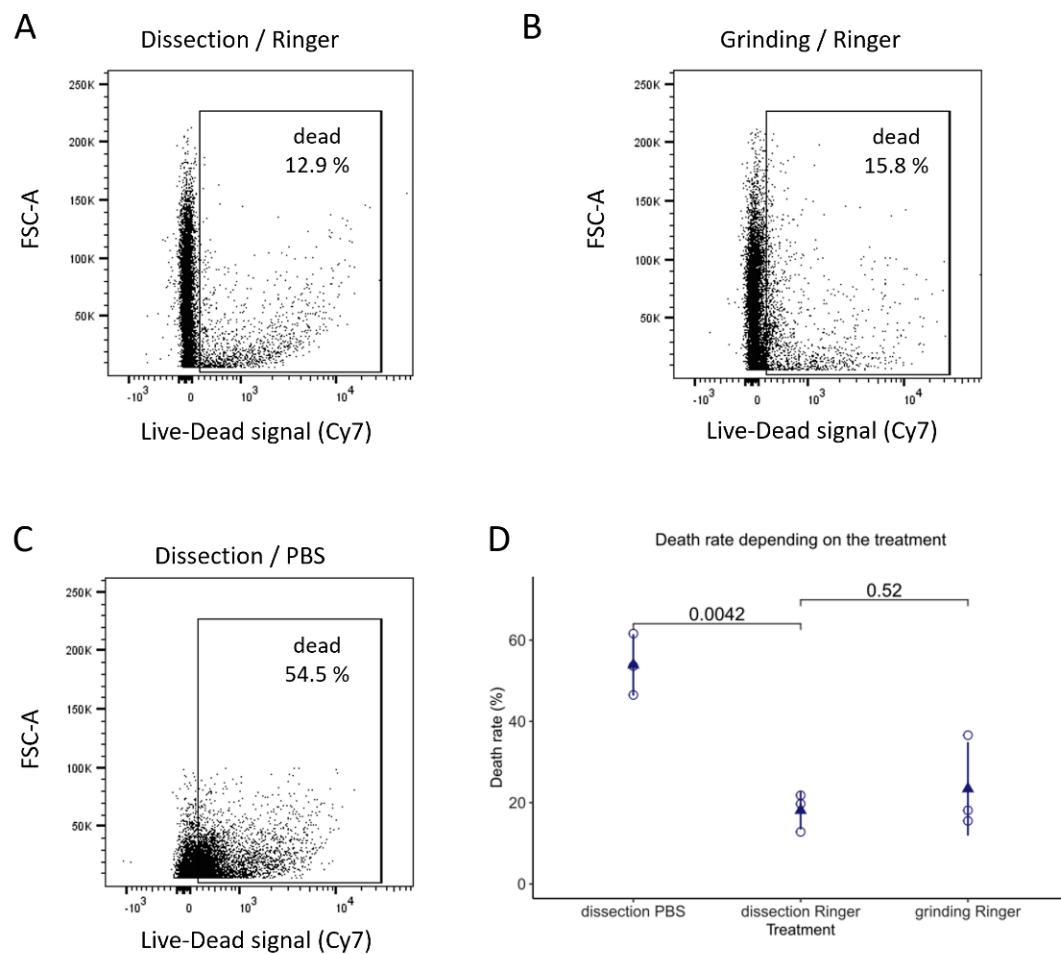 A
Dissection / Ringer
250K
200K
150K
100K
50K
FSC-A
dead
12.9 %
-10³
0
10³
10⁴
Live-Dead signal (Cy7)
B
Grinding / Ringer
250K
200K
150K
100K
50K
FSC-A
dead
15.8 %
-10³
0
10³
10⁴
Live-Dead signal (Cy7)
C
Dissection / PBS
250K
200K
150K
100K
50K
FSC-A
dead
54.5 %
-10³
0
10³
10⁴
Live-Dead signal (Cy7)
D
Death rate depending on the treatment
0.0042
0.52
60
40
20
0
Death rate (%)
dissection PBS
dissection Ringer
grinding Ringer
Treatment